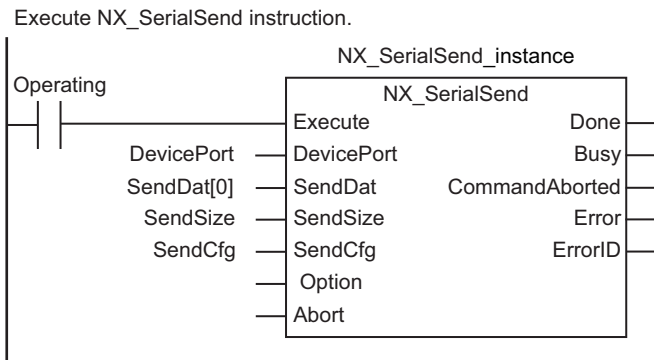 Execute NX_SerialSend instruction.
NX_SerialSend_instance
Operating
NX_SerialSend
Execute Done
DevicePort DevicePort Busy
SendDat[0] SendDat CommandAborted
SendSize SendSize Error
SendCfg SendCfg ErrorID
Option
Abort